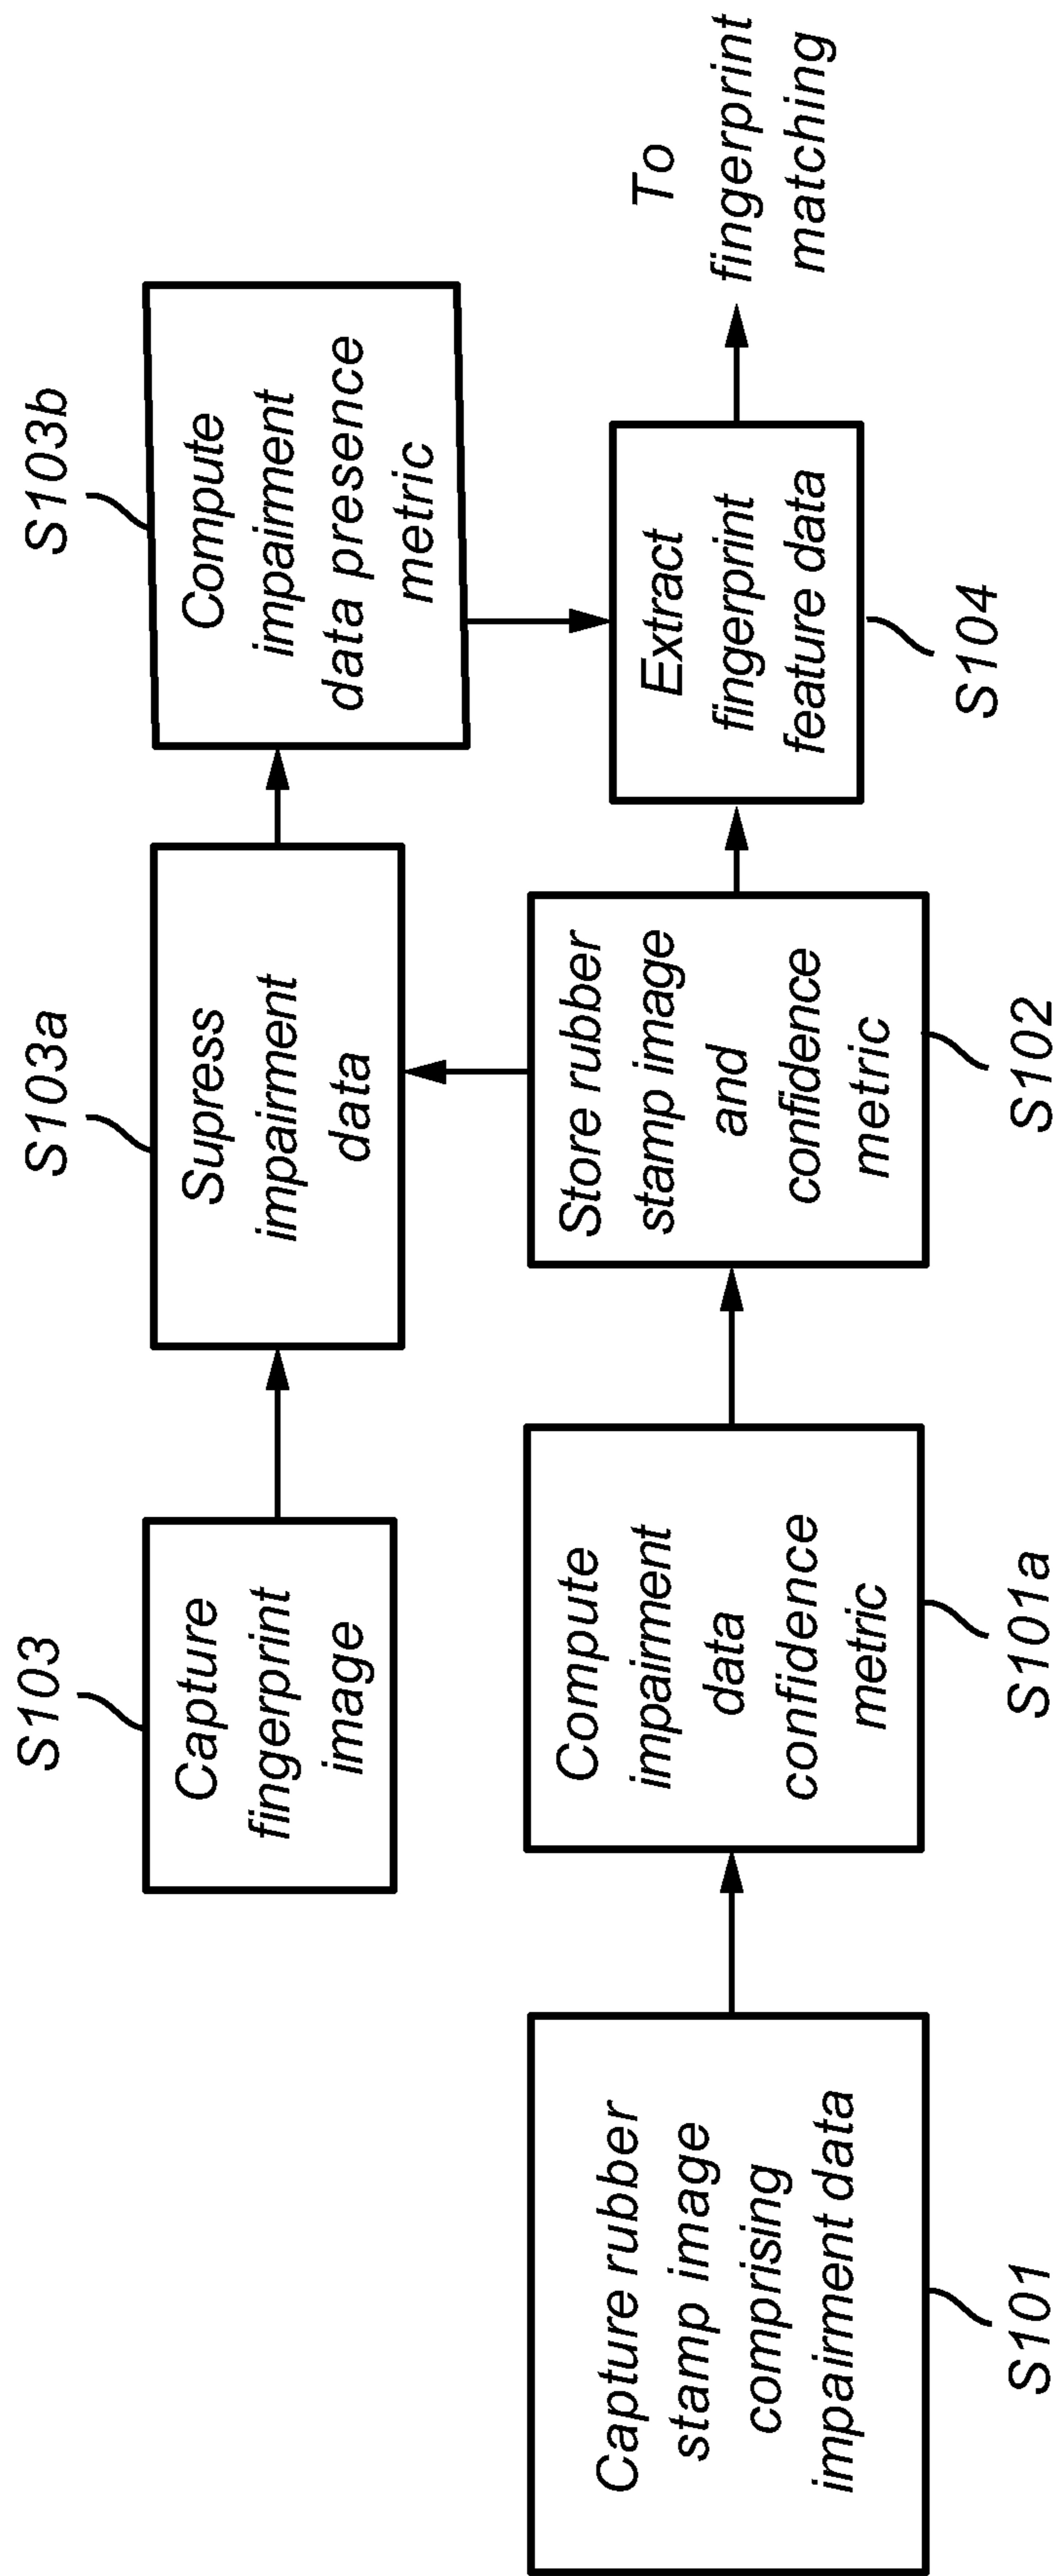 S103
Capture
fingerprint
image
S103a
Supress
impairment
data
S103b
Compute
impairment
data presence
metric
Capture rubber
stamp image
comprising
impairment data
S101
Compute
impairment
data
confidence
metric
S101a
Store rubber
stamp image
and
confidence
metric
S102
Extract
fingerprint
feature data
S104
To
fingerprint
matching